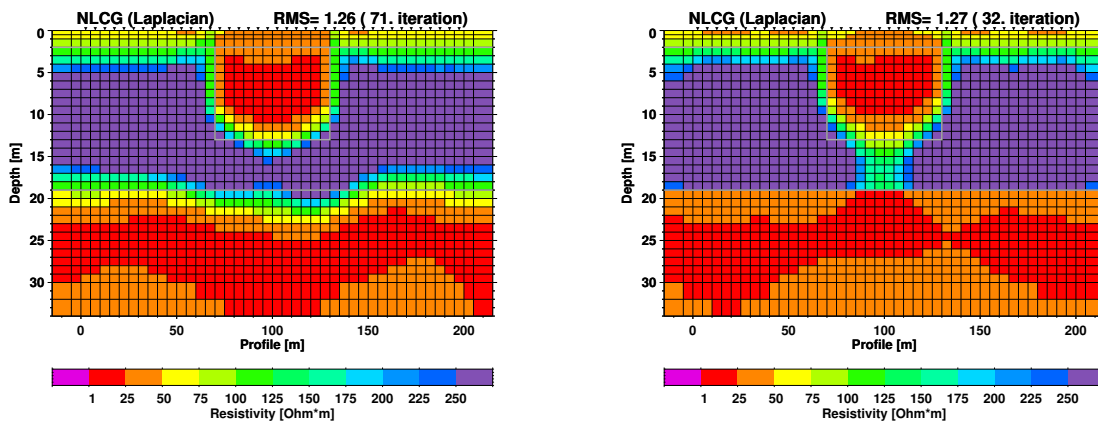 NLCG (Laplacian) RMS= 1.26 ( 71. iteration)
0
5
10
15
20
25
30
Depth [m]
0 50 100 150 200
Profile [m]
1 25 50 75 100 125 150 175 200 225 250
Resistivity [Ohm*m]
NLCG (Laplacian) RMS= 1.27 ( 32. iteration)
0
5
10
15
20
25
30
Depth [m]
0 50 100 150 200
Profile [m]
1 25 50 75 100 125 150 175 200 225 250
Resistivity [Ohm*m]